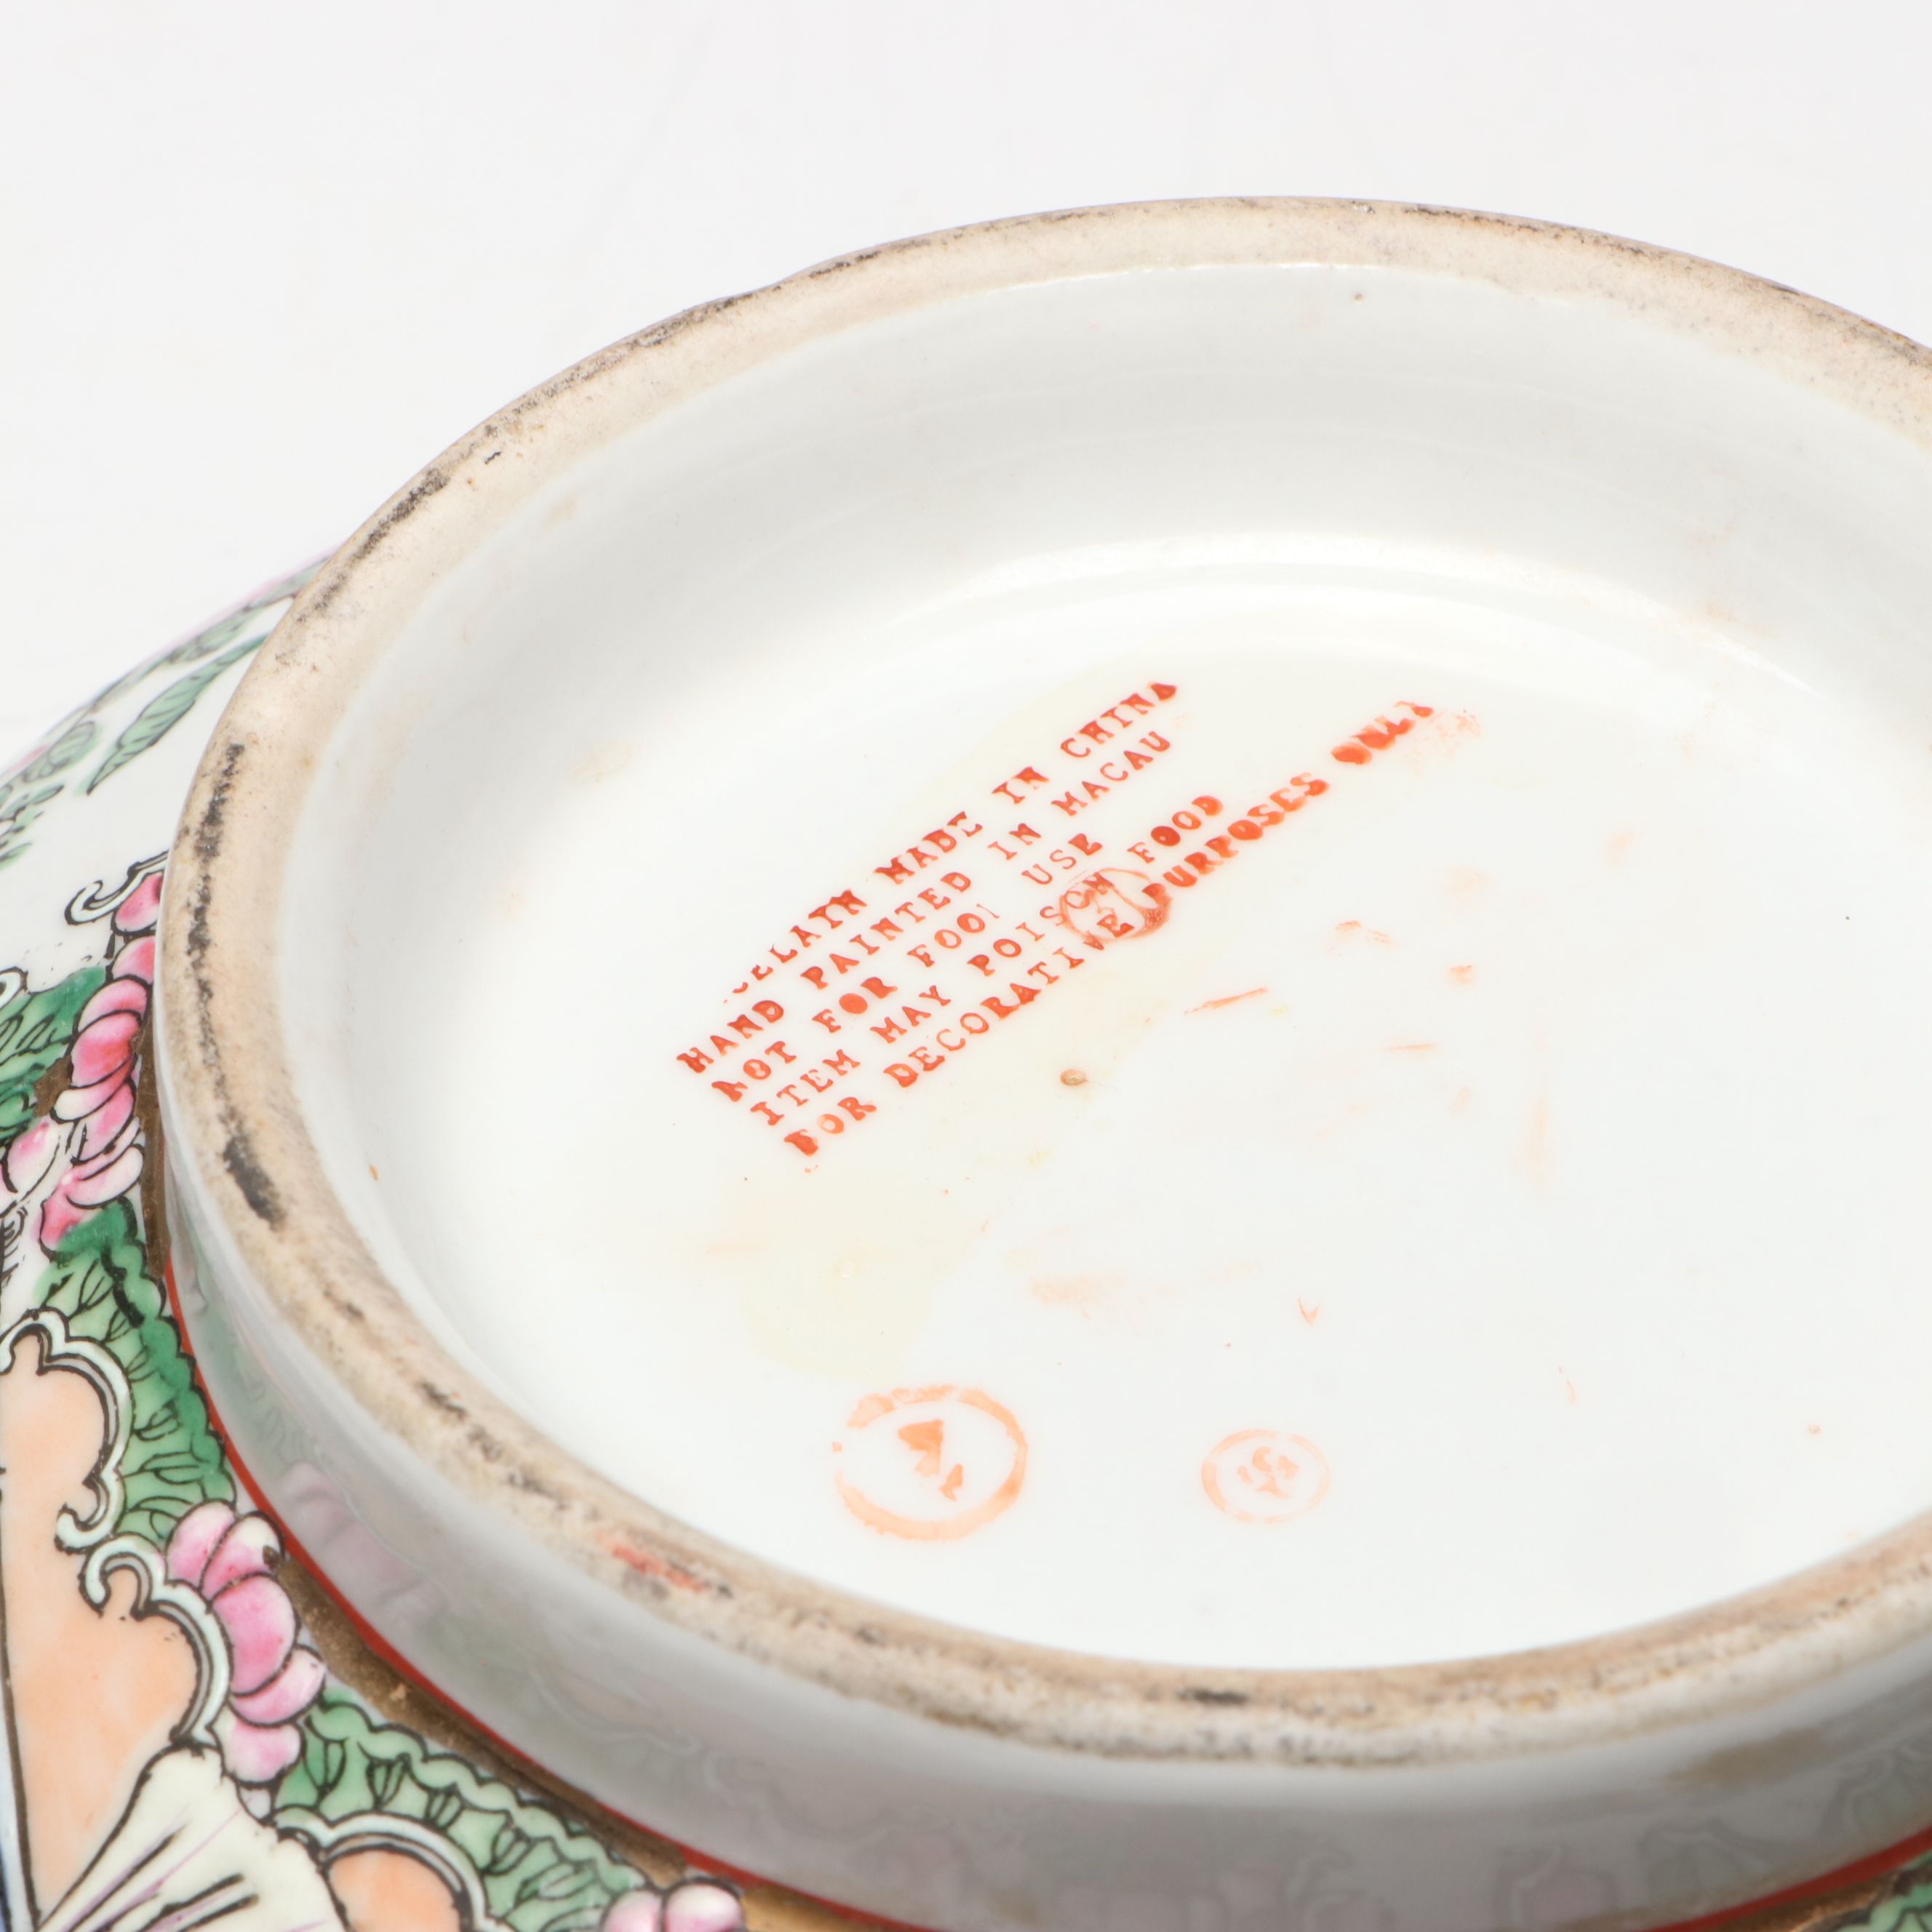 MADE IN CHINA
HAND PAINTED IN MACAU
NOT FOR FOOD USE
ITEM MAY POISON FOOD
FOR DECORATIVE PURPOSES ONLY